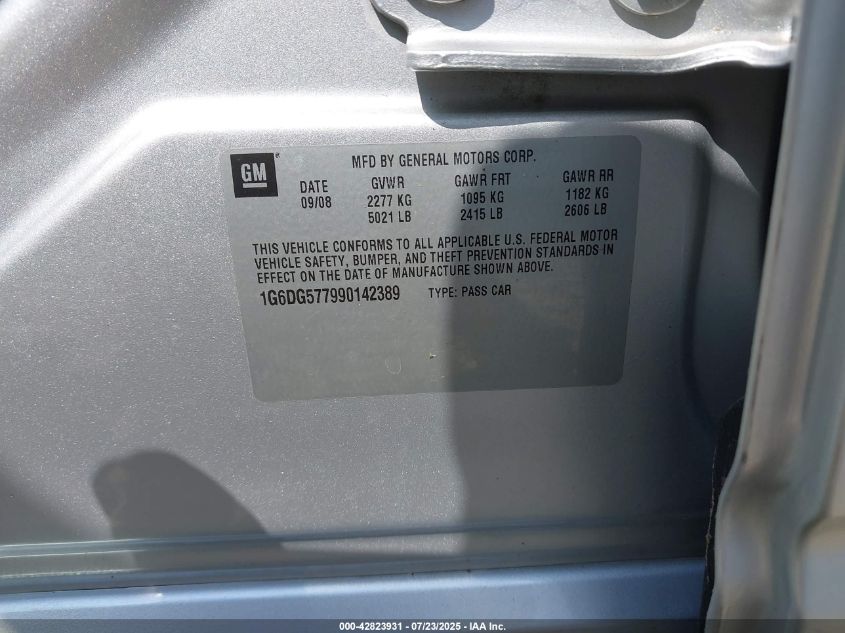 GM
MFD BY GENERAL MOTORS CORP.
DATE GVWR GAWR FRT GAWR RR
09/08 2277 KG 1095 KG 1182 KG
5021 LB 2415 LB 2606 LB
THIS VEHICLE CONFORMS TO ALL APPLICABLE U.S. FEDERAL MOTOR
VEHICLE SAFETY, BUMPER, AND THEFT PREVENTION STANDARDS IN
EFFECT ON THE DATE OF MANUFACTURE SHOWN ABOVE.
1G6DG577990142389 TYPE: PASS CAR
000-42823931 - 07/23/2025 - IAA Inc.